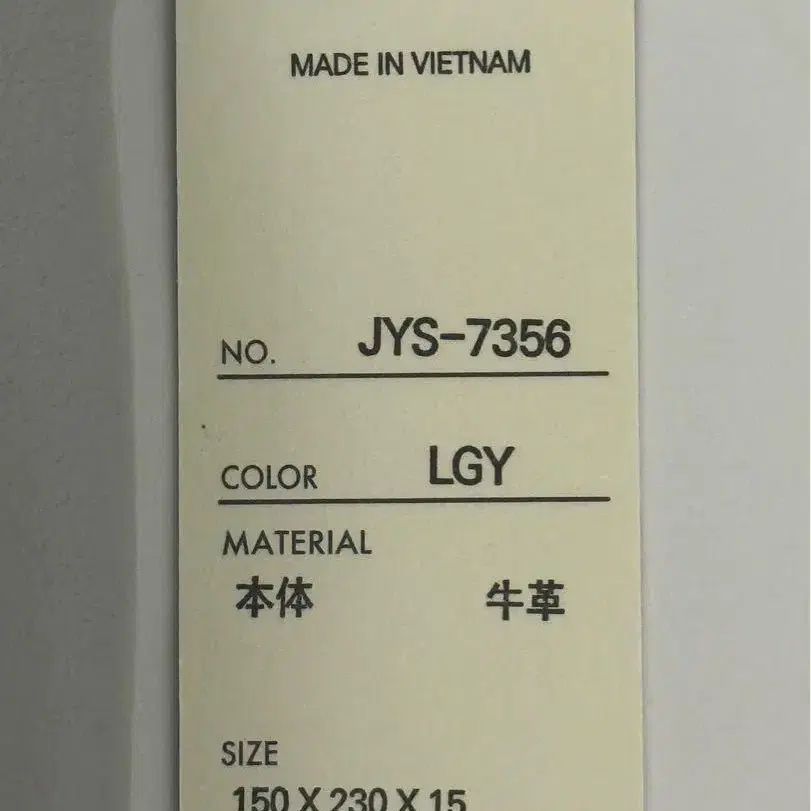 MADE IN VIETNAM
NO. JYS-7356
COLOR LGY
MATERIAL
本体 牛革
SIZE
150 X 230 X 15